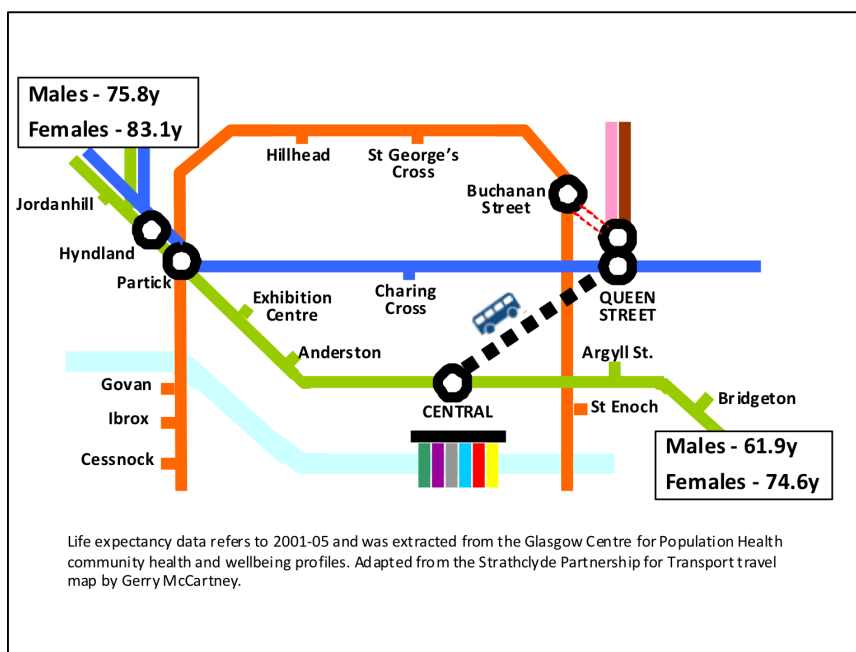 Males - 75.8y
Females - 83.1y
Hillhead
St George's
Cross
Buchanan
Street
Jordanhill
Hyndland
Partick
Exhibition
Centre
Charing
Cross
QUEEN
STREET
Anderston
Argyll St.
Govan
CENTRAL
St Enoch
Bridgeton
Ibrox
Cessnock
Males - 61.9y
Females - 74.6y
Life expectancy data refers to 2001-05 and was extracted from the Glasgow Centre for Population Health
community health and wellbeing profiles. Adapted from the Strathclyde Partnership for Transport travel
map by Gerry McCartney.